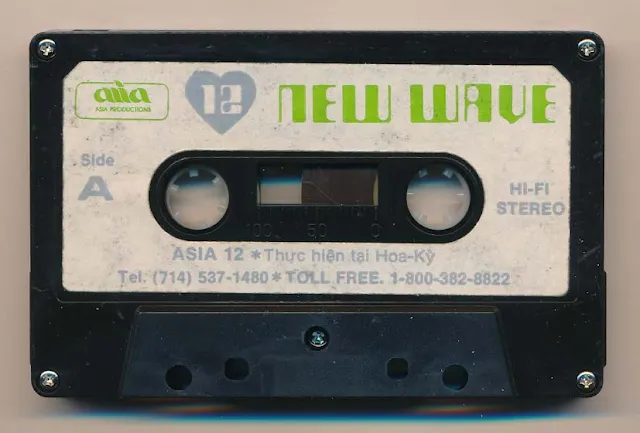 asia
ASIA PRODUCTIONS
12
NEW WAVE
Side
A
HI-FI
STEREO
100 50 0
ASIA 12 * Thực hiện tại Hoa-Kỳ
Tel. (714) 537-1480 * TOLL FREE. 1-800-382-8822